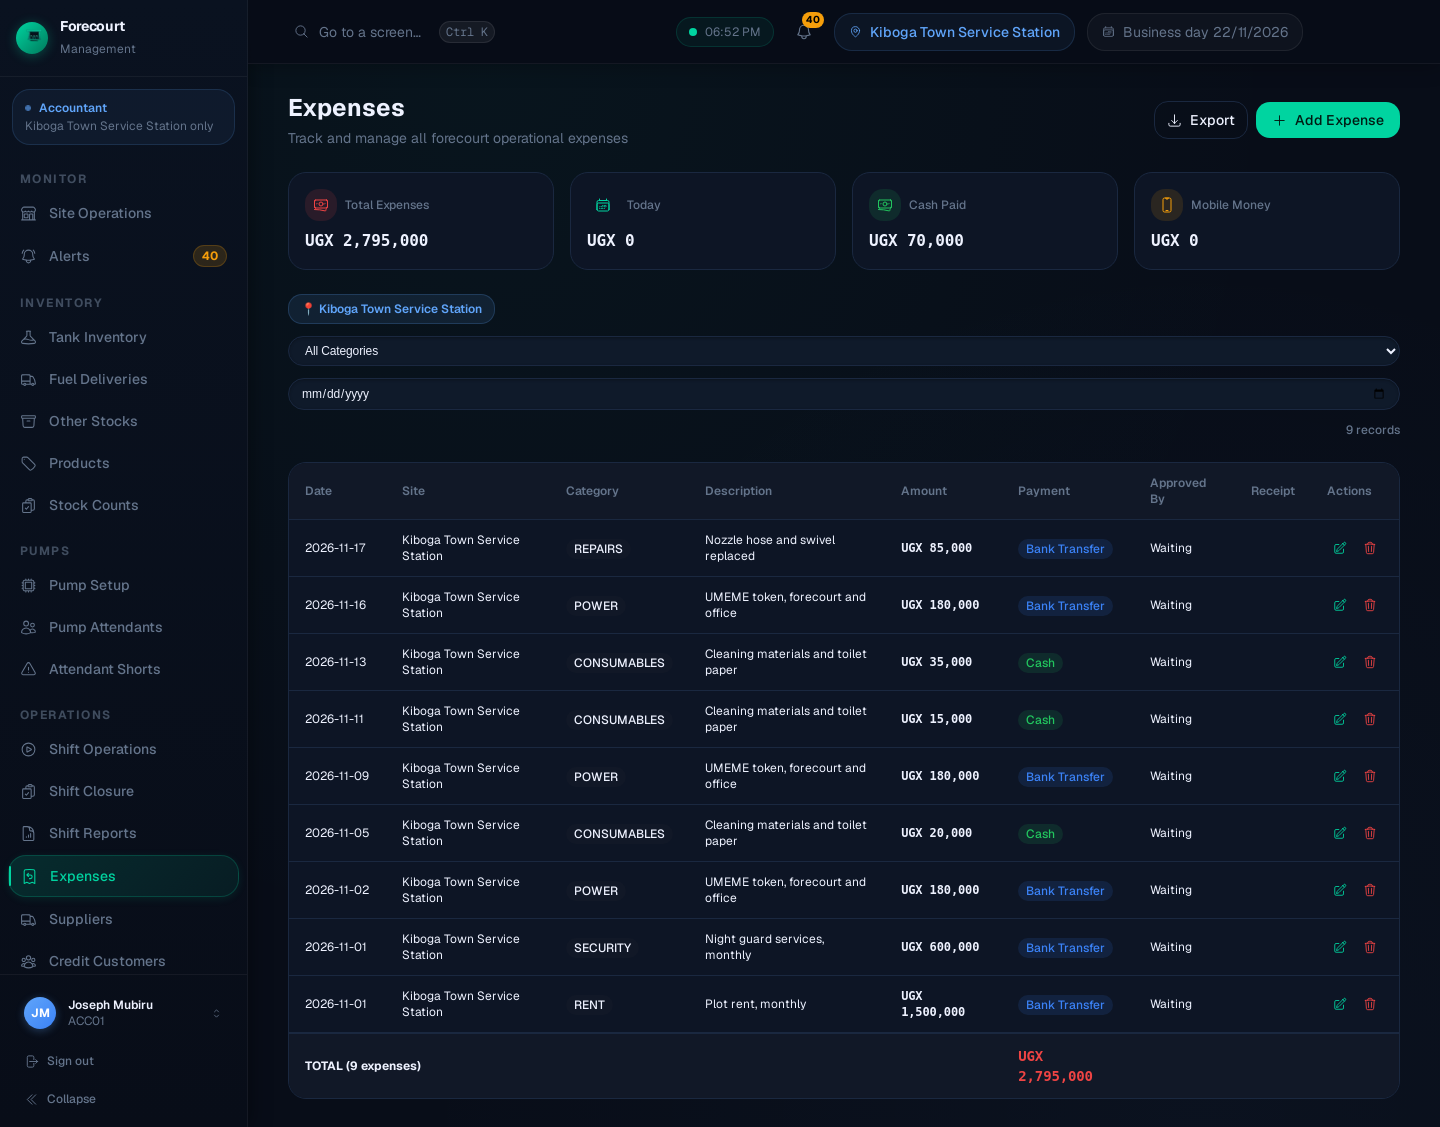 Forecourt
Management
Go to a screen...
Ctrl K
06:52 PM
40
Kiboga Town Service Station
Business day 22/11/2026
Accountant
Kiboga Town Service Station only
MONITOR
Site Operations
Alerts
40
INVENTORY
Tank Inventory
Fuel Deliveries
Other Stocks
Products
Stock Counts
PUMPS
Pump Setup
Pump Attendants
Attendant Shorts
OPERATIONS
Shift Operations
Shift Closure
Shift Reports
Expenses
Suppliers
Credit Customers
JM
Joseph Mubiru
ACC01
Sign out
Collapse
Expenses
Track and manage all forecourt operational expenses
Export
Add Expense
Total Expenses
UGX 2,795,000
Today
UGX 0
Cash Paid
UGX 70,000
Mobile Money
UGX 0
Kiboga Town Service Station
All Categories
mm/dd/yyyy
9 records
Date Site Category Description Amount Payment Approved By Receipt Actions
2026-11-17 Kiboga Town Service Station REPAIRS Nozzle hose and swivel replaced UGX 85,000 Bank Transfer Waiting
2026-11-16 Kiboga Town Service Station POWER UMEME token, forecourt and office UGX 180,000 Bank Transfer Waiting
2026-11-13 Kiboga Town Service Station CONSUMABLES Cleaning materials and toilet paper UGX 35,000 Cash Waiting
2026-11-11 Kiboga Town Service Station CONSUMABLES Cleaning materials and toilet paper UGX 15,000 Cash Waiting
2026-11-09 Kiboga Town Service Station POWER UMEME token, forecourt and office UGX 180,000 Bank Transfer Waiting
2026-11-05 Kiboga Town Service Station CONSUMABLES Cleaning materials and toilet paper UGX 20,000 Cash Waiting
2026-11-02 Kiboga Town Service Station POWER UMEME token, forecourt and office UGX 180,000 Bank Transfer Waiting
2026-11-01 Kiboga Town Service Station SECURITY Night guard services, monthly UGX 600,000 Bank Transfer Waiting
2026-11-01 Kiboga Town Service Station RENT Plot rent, monthly UGX 1,500,000 Bank Transfer Waiting
TOTAL (9 expenses) UGX 2,795,000